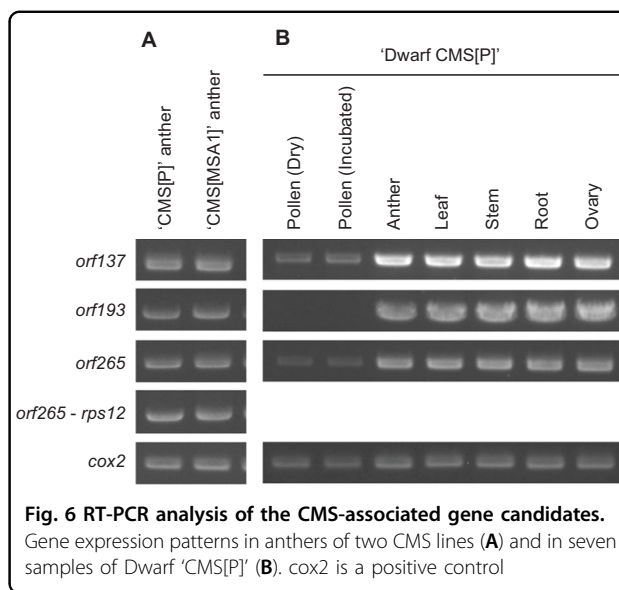 A
B
'Dwarf CMS[P]'
'CMS[P]' anther
'CMS[MSA1]' anther
Pollen (Dry)
Pollen (Incubated)
Anther
Leaf
Stem
Root
Ovary
orf137
orf193
orf265
orf265 - rps12
cox2
Fig. 6 RT-PCR analysis of the CMS-associated gene candidates.
Gene expression patterns in anthers of two CMS lines (A) and in seven
samples of Dwarf 'CMS[P]' (B). cox2 is a positive control